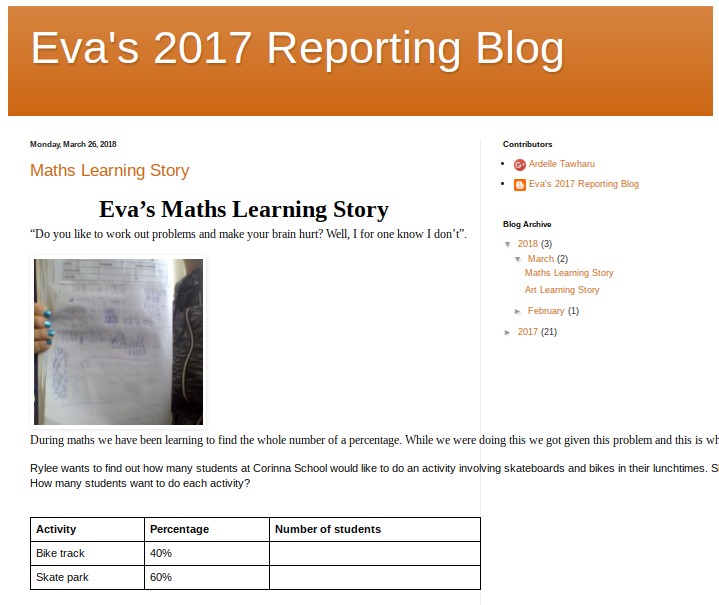 Eva's 2017 Reporting Blog
Monday, March 26, 2018
Maths Learning Story
Eva’s Maths Learning Story
“Do you like to work out problems and make your brain hurt? Well, I for one know I don’t”.
During maths we have been learning to find the whole number of a percentage. While we were doing this we got given this problem and this is wh
Rylee wants to find out how many students at Corinna School would like to do an activity involving skateboards and bikes in their lunchtimes. S
How many students want to do each activity?
Activity Percentage Number of students
Bike track 40%
Skate park 60%
Contributors
Ardelle Tawharu
Eva's 2017 Reporting Blog
Blog Archive
▼ 2018 (3)
▼ March (2)
Maths Learning Story
Art Learning Story
► February (1)
► 2017 (21)